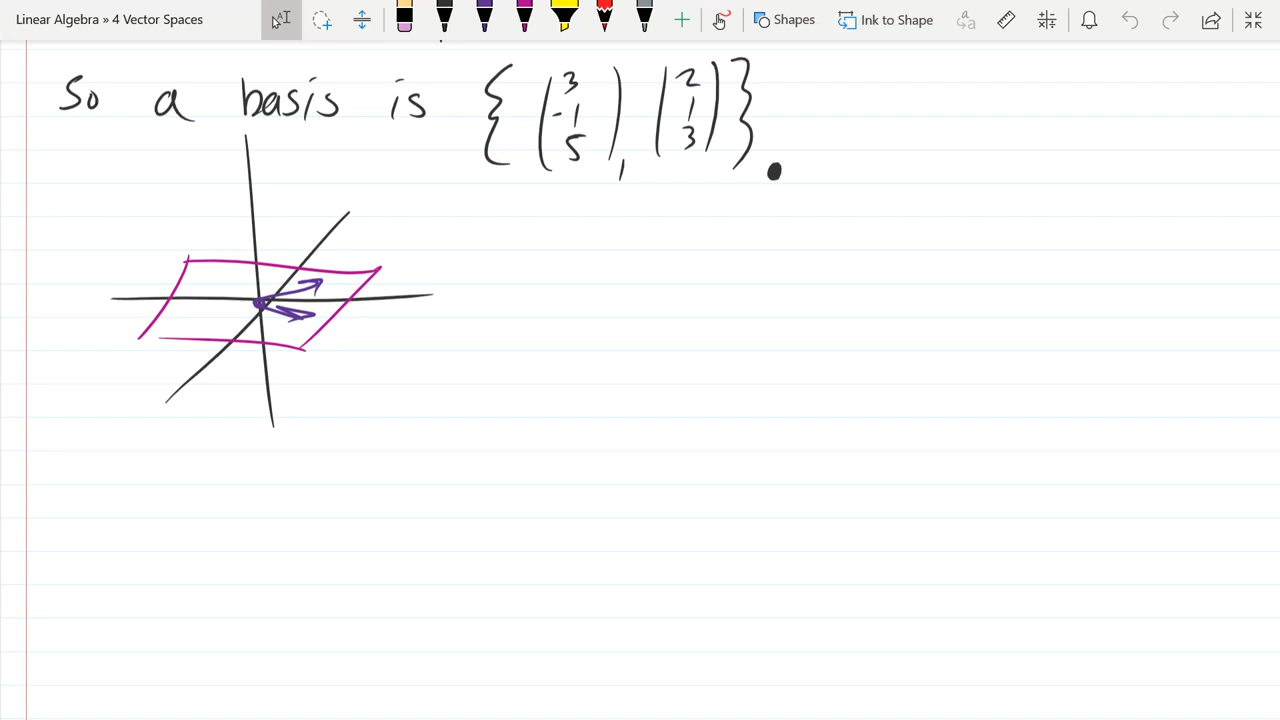 Linear Algebra » 4 Vector Spaces
Shapes
Ink to Shape
So a basis is { ( 3 -1 5 ) , ( 2 1 3 ) } .